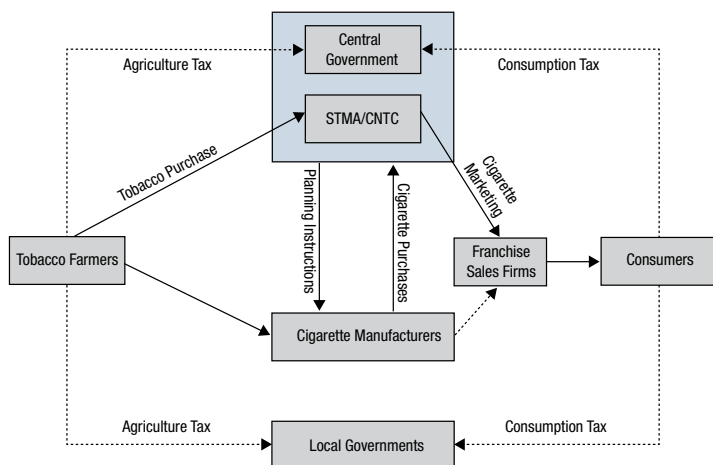 Central
Government
Agriculture Tax
Consumption Tax
STMA/CNTC
Tobacco Purchase
Planning Instructions
Cigarette Purchases
Cigarette
Marketing
Tobacco Farmers
Franchise
Sales Firms
Consumers
Cigarette Manufacturers
Agriculture Tax
Consumption Tax
Local Governments